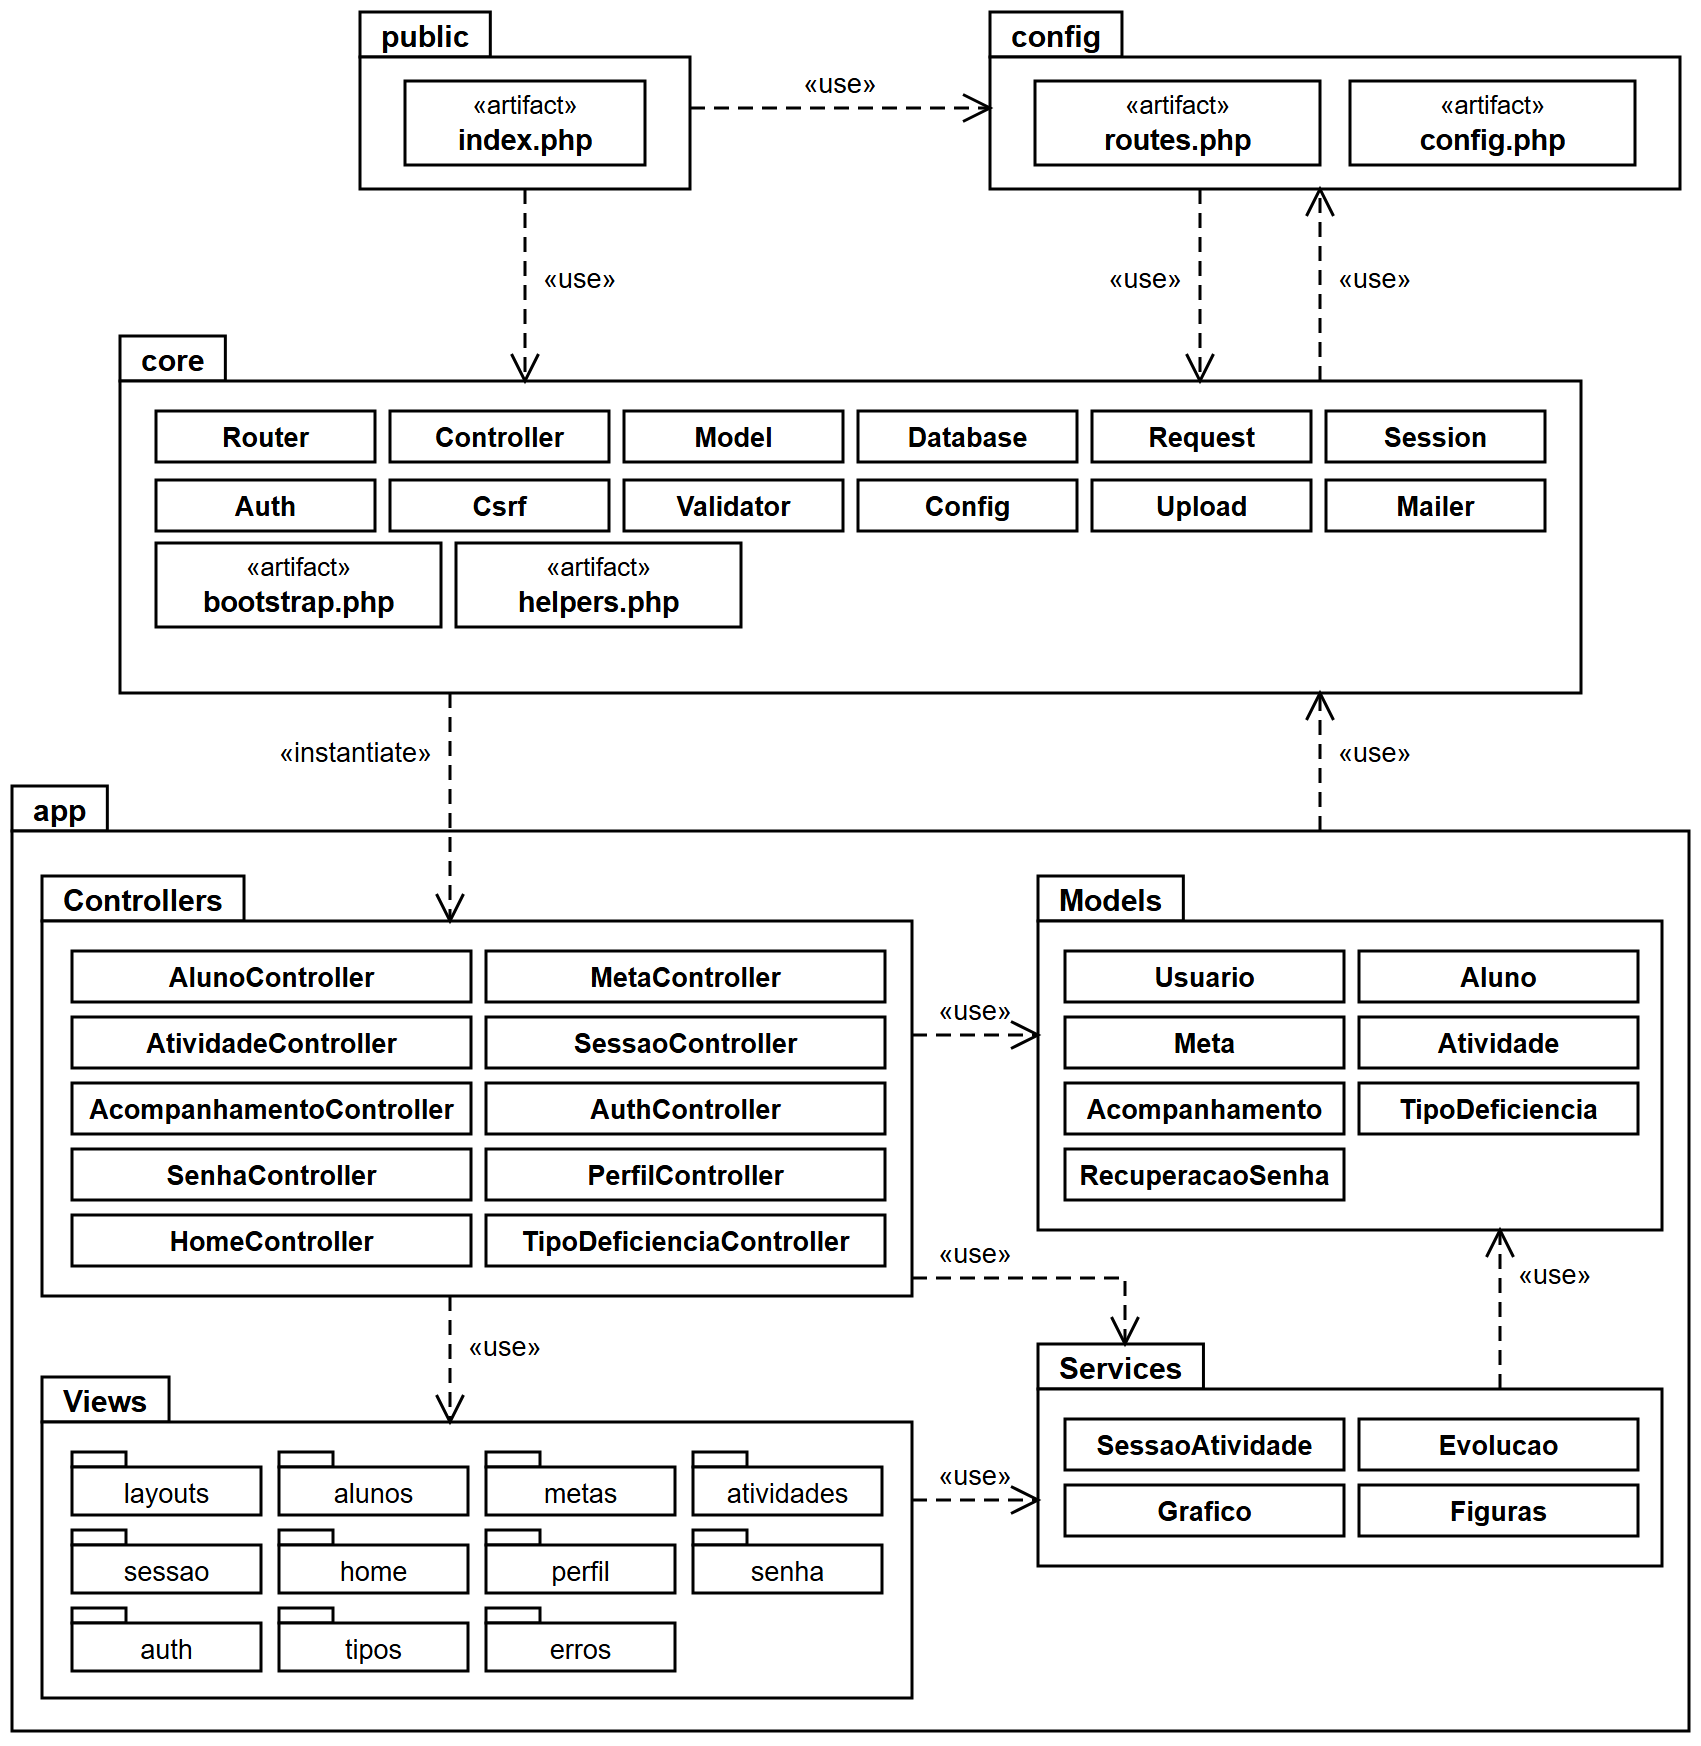 public
«artifact»
index.php
«use»
config
«artifact»
routes.php
«artifact»
config.php
«use»
«use»
«use»
core
Router
Controller
Model
Database
Request
Session
Auth
Csrf
Validator
Config
Upload
Mailer
«artifact»
bootstrap.php
«artifact»
helpers.php
«instantiate»
«use»
app
Controllers
AlunoController
MetaController
AtividadeController
SessaoController
AcompanhamentoController
AuthController
SenhaController
PerfilController
HomeController
TipoDeficienciaController
«use»
Models
Usuario
Aluno
Meta
Atividade
Acompanhamento
TipoDeficiencia
RecuperacaoSenha
«use»
«use»
«use»
Views
layouts
alunos
metas
atividades
sessao
home
perfil
senha
auth
tipos
erros
«use»
Services
SessaoAtividade
Evolucao
Grafico
Figuras